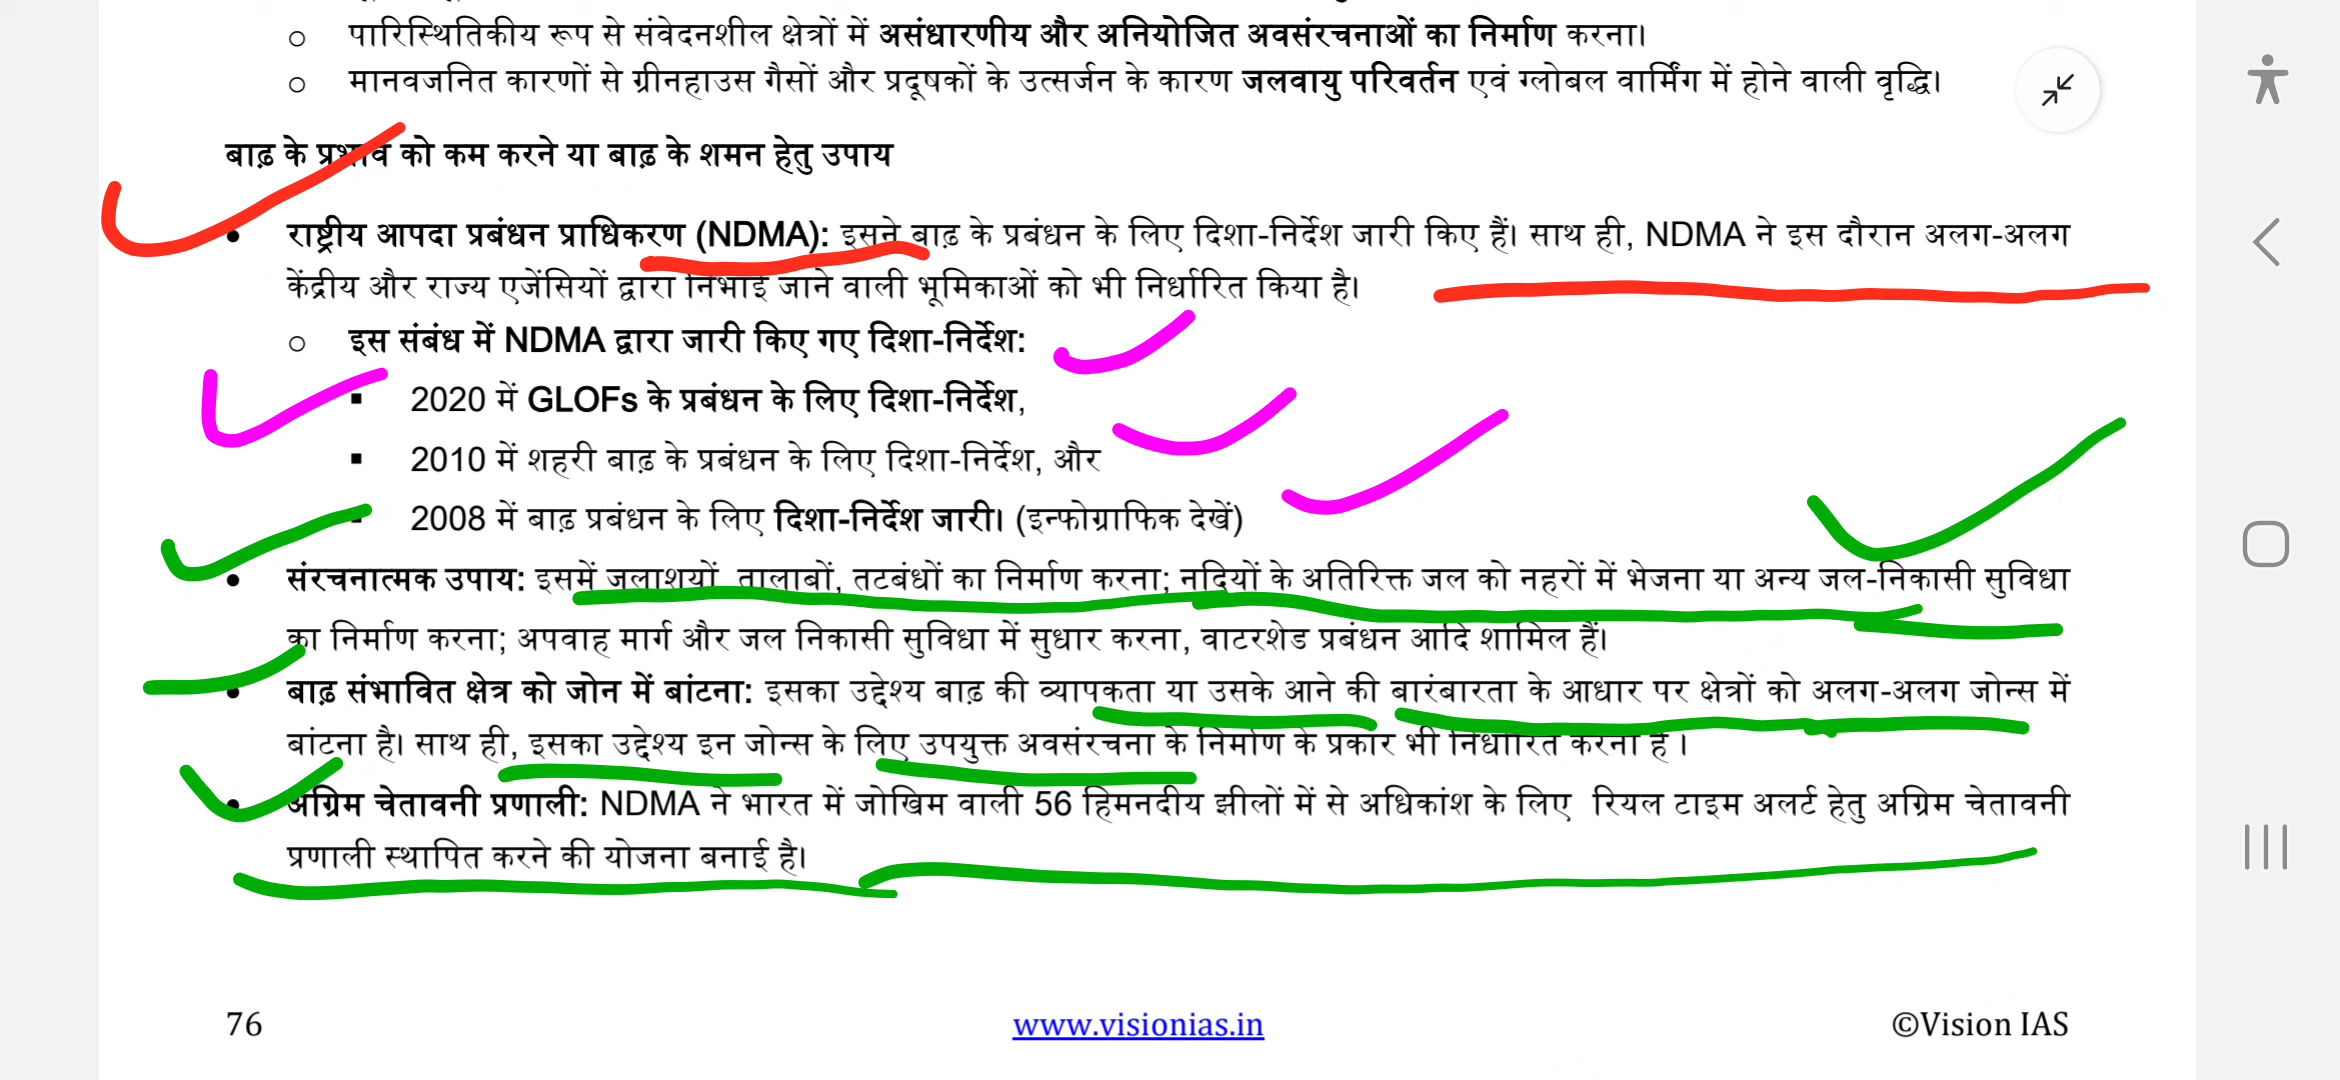 ○ पारिस्थितिकीय रूप से संवेदनशील क्षेत्रों में असंधारणीय और अनियोजित अवसंरचनाओं का निर्माण करना।
○ मानवजनित कारणों से ग्रीनहाउस गैसों और प्रदूषकों के उत्सर्जन के कारण जलवायु परिवर्तन एवं ग्लोबल वार्मिंग में होने वाली वृद्धि।
बाढ़ के प्रभाव को कम करने या बाढ़ के शमन हेतु उपाय
• राष्ट्रीय आपदा प्रबंधन प्राधिकरण (NDMA): इसने बाढ़ के प्रबंधन के लिए दिशा-निर्देश जारी किए हैं। साथ ही, NDMA ने इस दौरान अलग-अलग
केंद्रीय और राज्य एजेंसियों द्वारा निभाई जाने वाली भूमिकाओं को भी निर्धारित किया है।
○ इस संबंध में NDMA द्वारा जारी किए गए दिशा-निर्देश:
▪ 2020 में GLOFs के प्रबंधन के लिए दिशा-निर्देश,
▪ 2010 में शहरी बाढ़ के प्रबंधन के लिए दिशा-निर्देश, और
▪ 2008 में बाढ़ प्रबंधन के लिए दिशा-निर्देश जारी। (इन्फोग्राफिक देखें)
• संरचनात्मक उपाय: इसमें जलाशयों, तालाबों, तटबंधों का निर्माण करना; नदियों के अतिरिक्त जल को नहरों में भेजना या अन्य जल-निकासी सुविधा
का निर्माण करना; अपवाह मार्ग और जल निकासी सुविधा में सुधार करना, वाटरशेड प्रबंधन आदि शामिल हैं।
• बाढ़ संभावित क्षेत्र को जोन में बांटना: इसका उद्देश्य बाढ़ की व्यापकता या उसके आने की बारंबारता के आधार पर क्षेत्रों को अलग-अलग जोन्स में
बांटना है। साथ ही, इसका उद्देश्य इन जोन्स के लिए उपयुक्त अवसंरचना के निर्माण के प्रकार भी निर्धारित करना है।
• अग्रिम चेतावनी प्रणाली: NDMA ने भारत में जोखिम वाली 56 हिमनदीय झीलों में से अधिकांश के लिए रियल टाइम अलर्ट हेतु अग्रिम चेतावनी
प्रणाली स्थापित करने की योजना बनाई है।
76 www.visionias.in ©Vision IAS